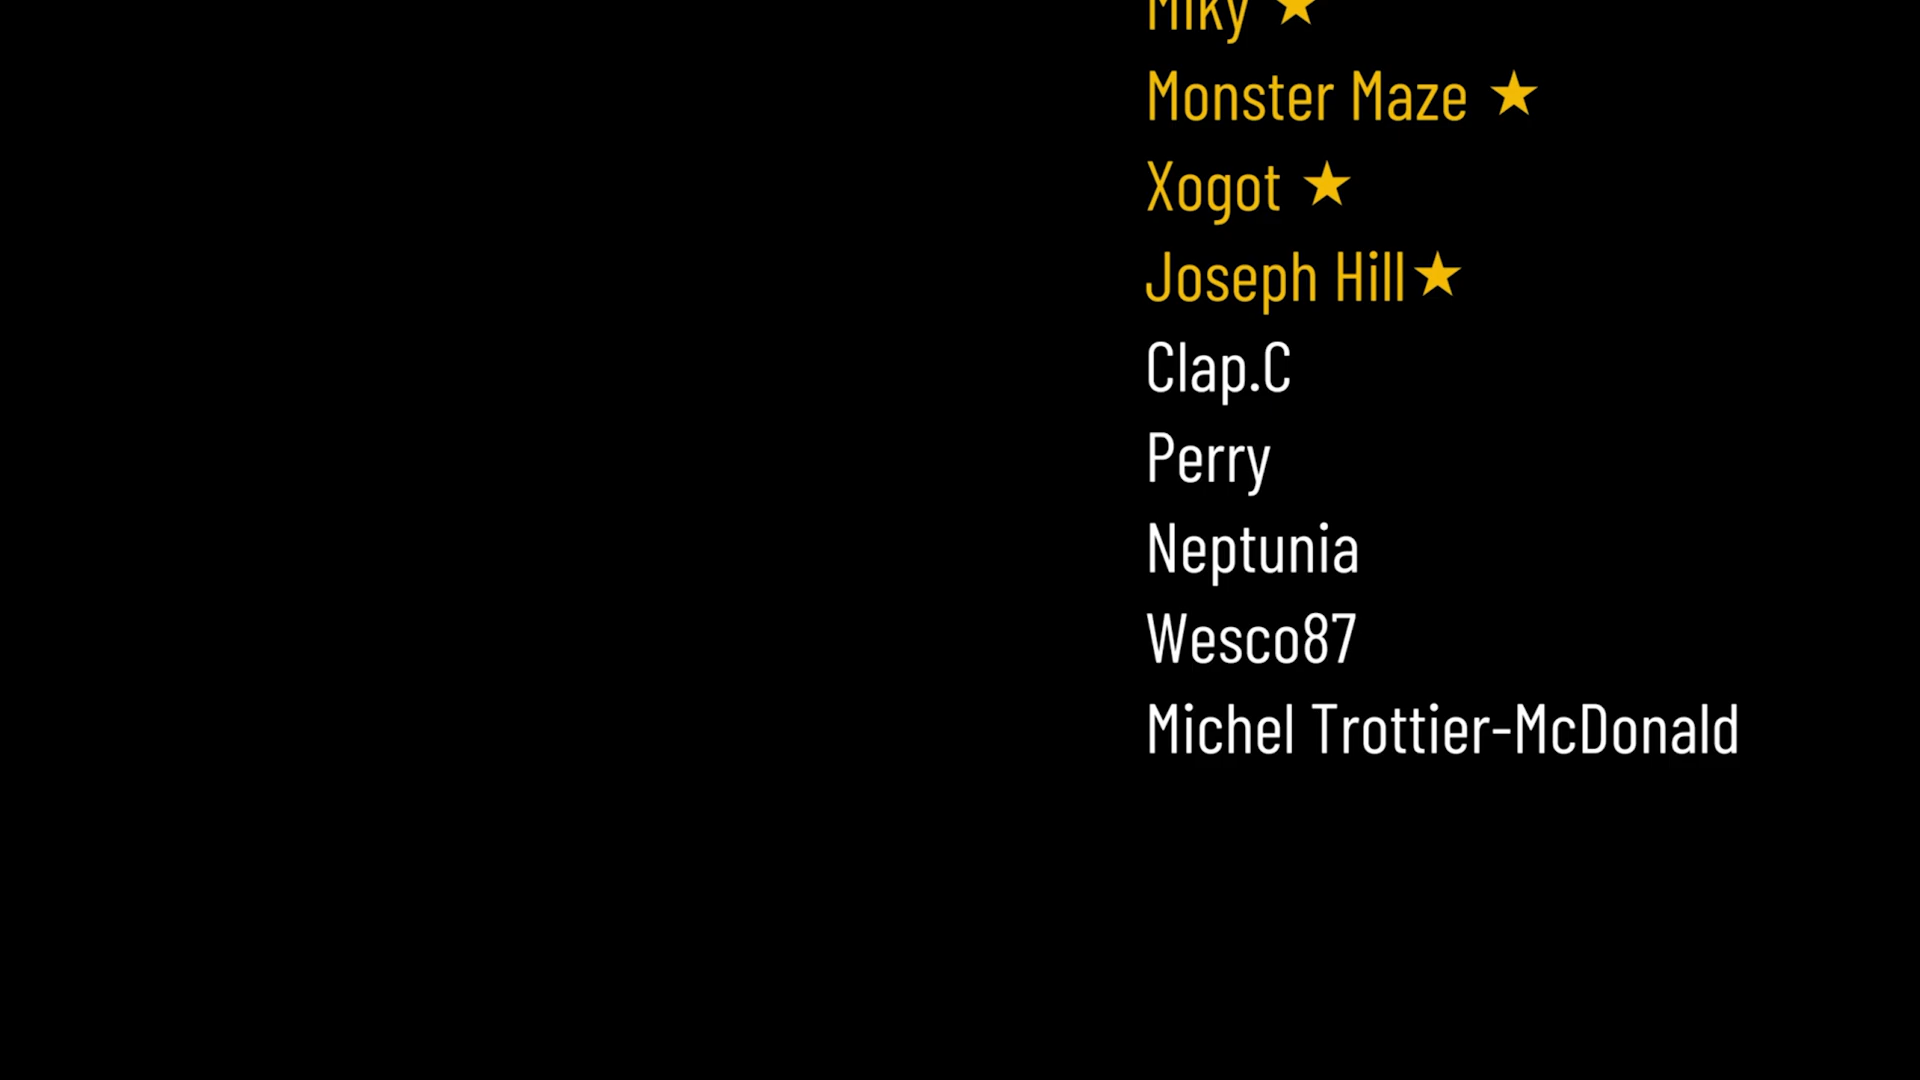 Miky ★
Monster Maze ★
Xogot ★
Joseph Hill★
Clap.C
Perry
Neptunia
Wesco87
Michel Trottier-McDonald